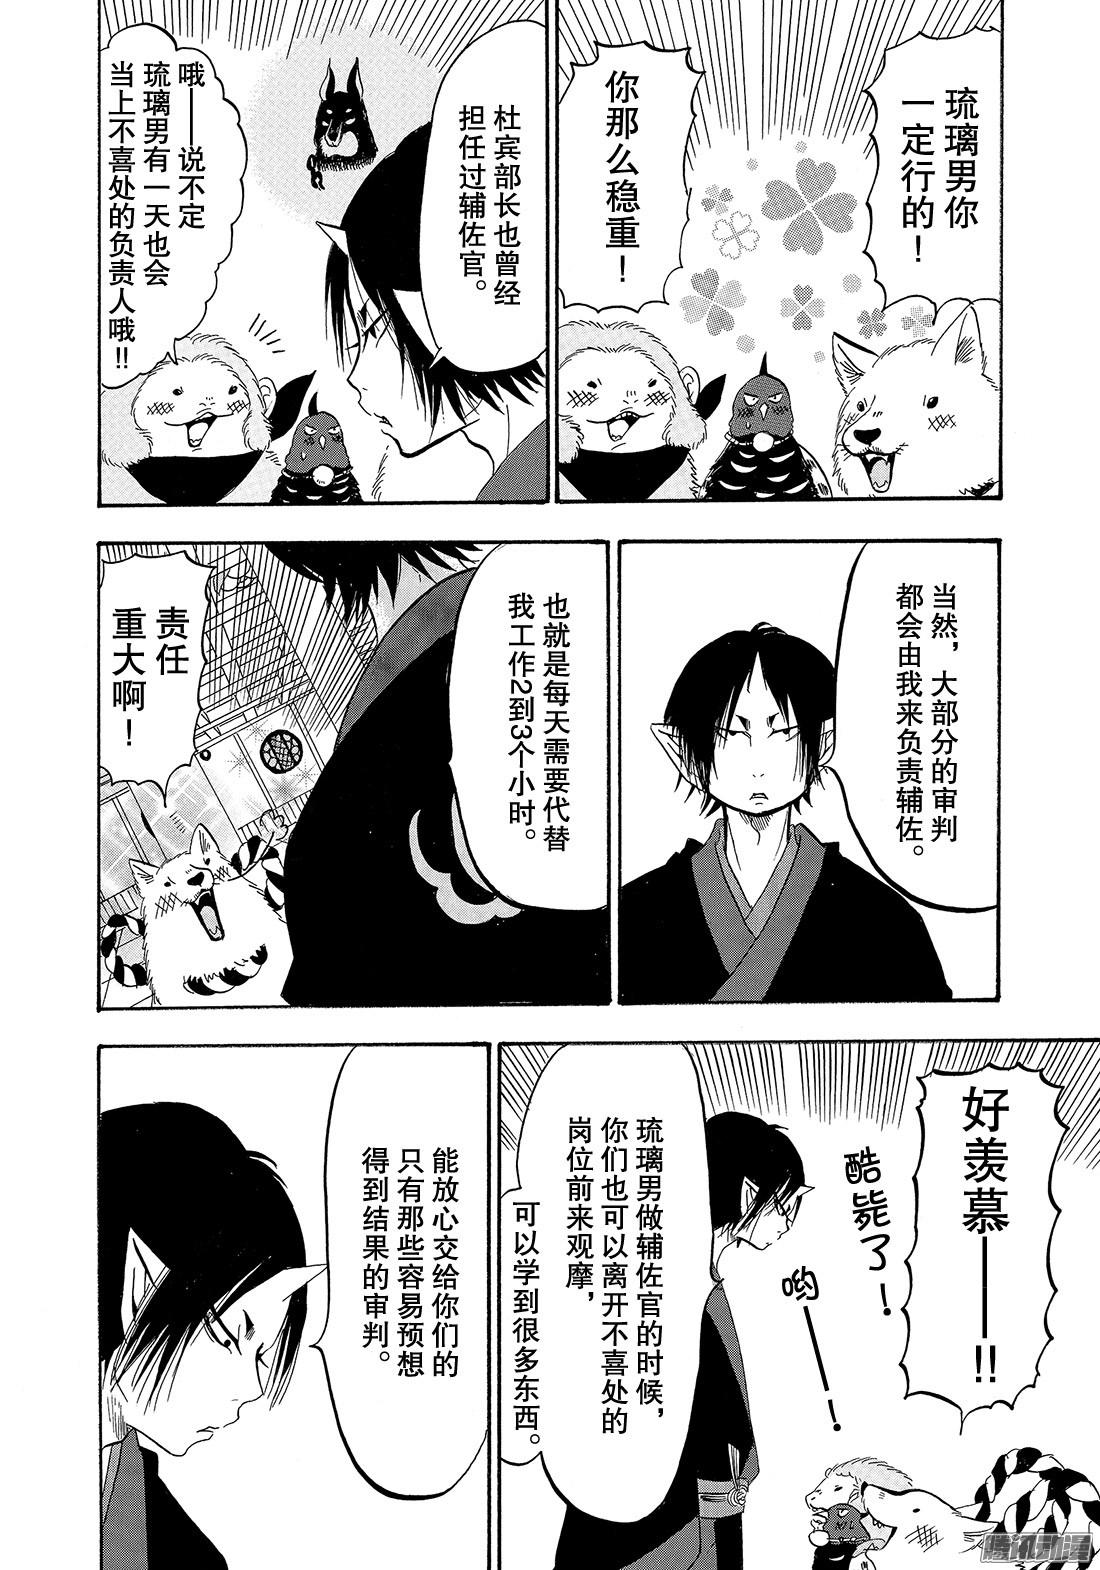 琉璃男你
一定行的！
你那么稳重！
杜宾部长也曾经
担任过辅佐官。
哦——说不定
琉璃男有一天也会
当上不喜处的负责人哦!!
当然，大部分的审判
都会由我来负责辅佐。
也就是每天需要代替
我工作2到3个小时。
责任
重大啊！
好羡慕——!!
酷毙了！
哟——！
琉璃男做辅佐官的时候，
你们也可以离开不喜处的
岗位前来观摩，
可以学到很多东西。
能放心交给你们的
只有那些容易预想
得到结果的审判。
腾讯动漫